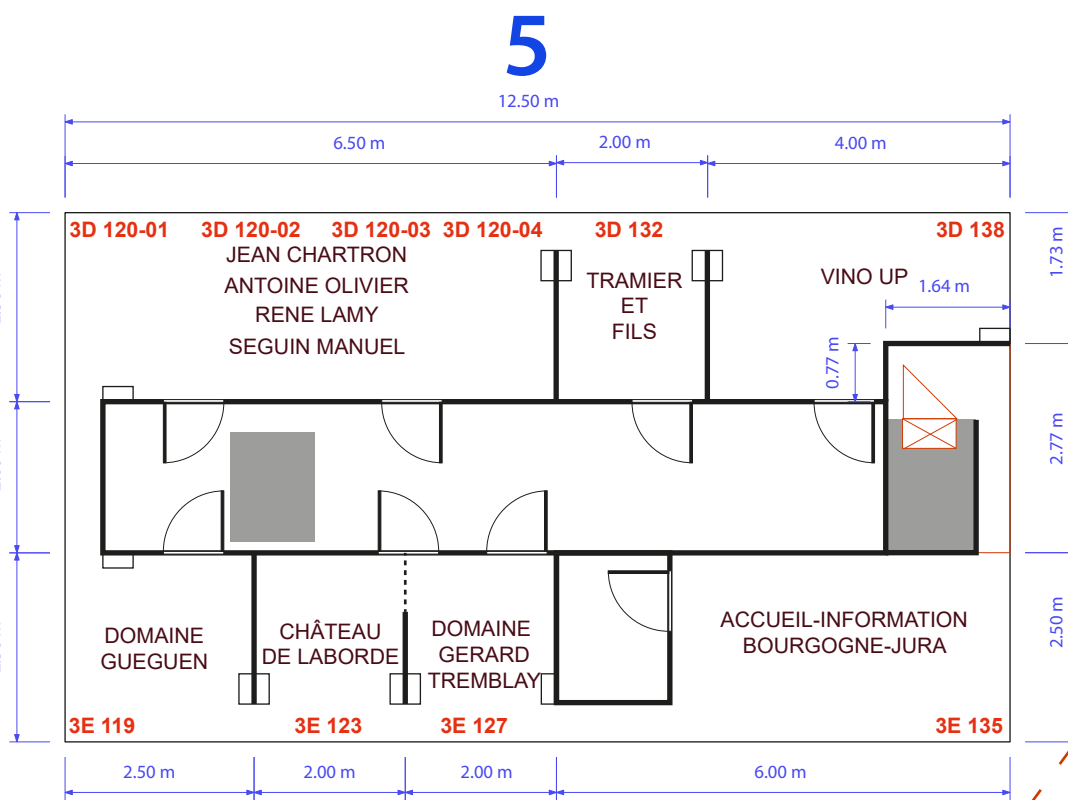 5
12.50 m
6.50 m
2.00 m
4.00 m
3D 120-01
3D 120-02
3D 120-03
3D 120-04
3D 132
3D 138
JEAN CHARTRON
ANTOINE OLIVIER
RENE LAMY
SEGUIN MANUEL
TRAMIER
ET
FILS
VINO UP
1.64 m
1.73 m
0.77 m
2.77 m
DOMAINE
GUEGUEN
CHÂTEAU
DE LABORDE
DOMAINE
GERARD
TREMBLAY
ACCUEIL-INFORMATION
BOURGOGNE-JURA
2.50 m
3E 119
3E 123
3E 127
3E 135
2.50 m
2.00 m
2.00 m
6.00 m